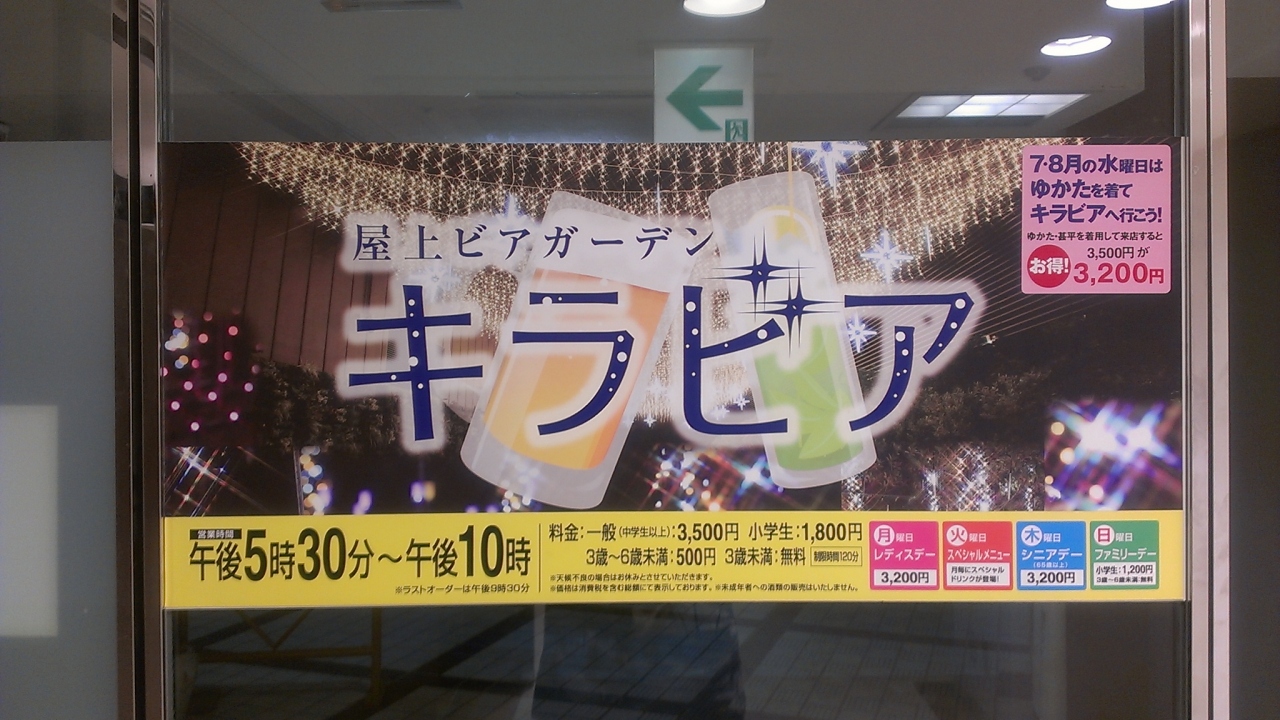 屋上ビアガーデン
キラビア
7・8月の水曜日は
ゆかたを着て
キラビアへ行こう!
ゆかた・甚平を着用して来店すると
お得!
3,500円が
3,200円
営業時間
午後5時30分～午後10時
※ラストオーダーは午後9時30分
料金:一般(中学生以上):3,500円 小学生:1,800円
3歳～6歳未満:500円 3歳未満:無料 制限時間120分
※天候不良の場合はお休みとさせていただきます。
※価格は消費税を含む総額にて表示しております。※未成年者への酒類の販売はいたしません。
月曜日
レディスデー
3,200円
火曜日
スペシャルメニュー
月毎にスペシャル
ドリンクが登場!
木曜日
シニアデー
(65歳以上)
3,200円
日曜日
ファミリーデー
小学生:1,200円
3歳～6歳未満:無料